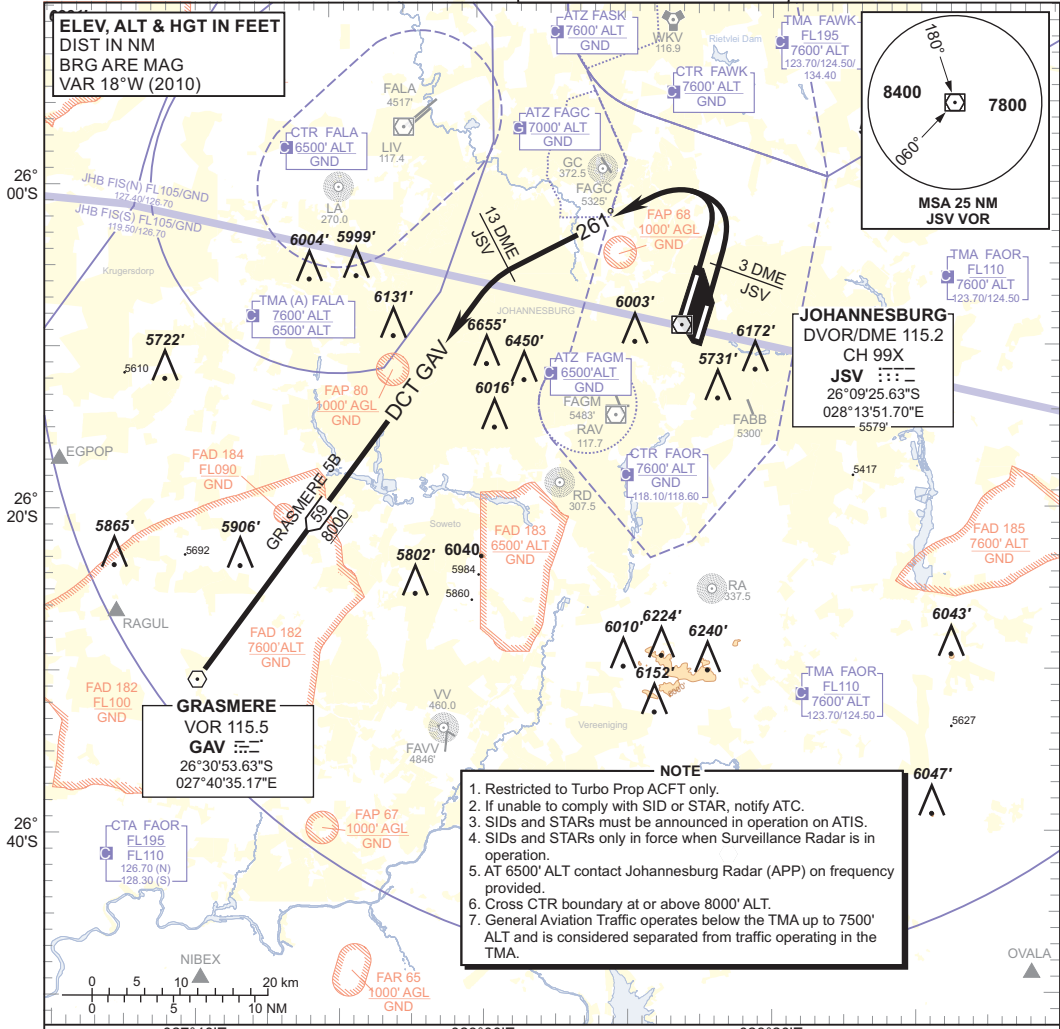 ELEV, ALT & HGT IN FEET
DIST IN NM
BRG ARE MAG
VAR 18°W (2010)
ATZ FASK
7600' ALT
GND
WKV
116.9
Rietvlei Dam
TMA FAWK
FL195
7600' ALT
123.70/124.50/
134.40
180°
8400
7800
060°
MSA 25 NM
JSV VOR
FALA
4517'
LIV
117.4
CTR FAWK
7600' ALT
GND
C
CTR FALA
6500' ALT
GND
G
ATZ FAGC
7000' ALT
GND
GC
372.5
FAGC
5325'
26°
00'S
JHB FIS(N) FL105/GND
127.40/126.70
JHB FIS(S) FL105/GND
119.50/126.70
LA
270.0
13 DME
JSV
261°
FAP 68
1000' AGL
GND
3 DME
JSV
6004'
5999'
Krugersdorp
C
TMA (A) FALA
7600' ALT
6500' ALT
6131'
JOHANNESBURG
6003'
C
TMA FAOR
FL110
7600' ALT
123.70/124.50
JOHANNESBURG
DVOR/DME 115.2
CH 99X
JSV
26°09'25.63"S
028°13'51.70"E
5579'
5722'
5610
6655'
6450'
6172'
5731'
FAP 80
1000' AGL
GND
DCT GAV
6016'
C
ATZ FAGM
6500'ALT
GND
FAGM
5483'
RAV
117.7
FABB
5300'
EGPOP
FAD 184
FL090
GND
C
CTR FAOR
7600' ALT
GND
118.10/118.60
5417
26°
20'S
GRASMERE 5B
59
8000
RD
307.5
Soweto
FAD 183
6500' ALT
GND
FAD 185
7600' ALT
GND
5865'
5692
5906'
5802'
6040
5984
5860
RA
337.5
RAGUL
FAD 182
7600'ALT
GND
6010'
6224'
6240'
6152'
6043'
FAD 182
FL100
GND
GRASMERE
VOR 115.5
GAV
26°30'53.63"S
027°40'35.17"E
VV
460.0
FAVV
4846'
Vereeniging
C
TMA FAOR
FL110
7600' ALT
123.70/124.50
5627
6047'
26°
40'S
C
CTA FAOR
FL195
FL110
126.70 (N)
128.30 (S)
FAP 67
1000' AGL
GND
NOTE
1. Restricted to Turbo Prop ACFT only.
2. If unable to comply with SID or STAR, notify ATC.
3. SIDs and STARs must be announced in operation on ATIS.
4. SIDs and STARs only in force when Surveillance Radar is in
operation.
5. AT 6500' ALT contact Johannesburg Radar (APP) on frequency
provided.
6. Cross CTR boundary at or above 8000' ALT.
7. General Aviation Traffic operates below the TMA up to 7500'
ALT and is considered separated from traffic operating in the
TMA.
NIBEX
FAR 65
1000' AGL
GND
OVALA
0 5 10 20 km
0 5 10 NM